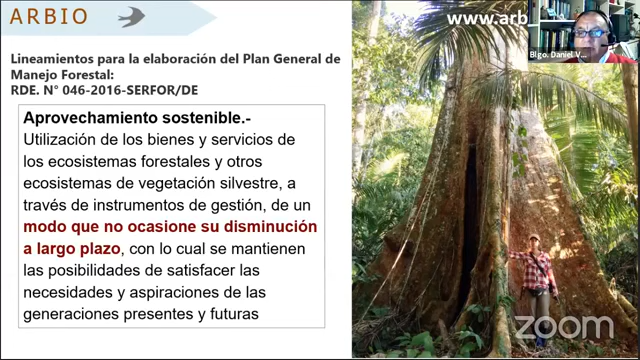 ARBIO
www.arb
Blgo. Daniel V...
Lineamientos para la elaboración del Plan General de
Manejo Forestal:
RDE. N° 046-2016-SERFOR/DE
Aprovechamiento sostenible.-
Utilización de los bienes y servicios de
los ecosistemas forestales y otros
ecosistemas de vegetación silvestre, a
través de instrumentos de gestión, de un
modo que no ocasione su disminución
a largo plazo, con lo cual se mantienen
las posibilidades de satisfacer las
necesidades y aspiraciones de las
generaciones presentes y futuras
zoom